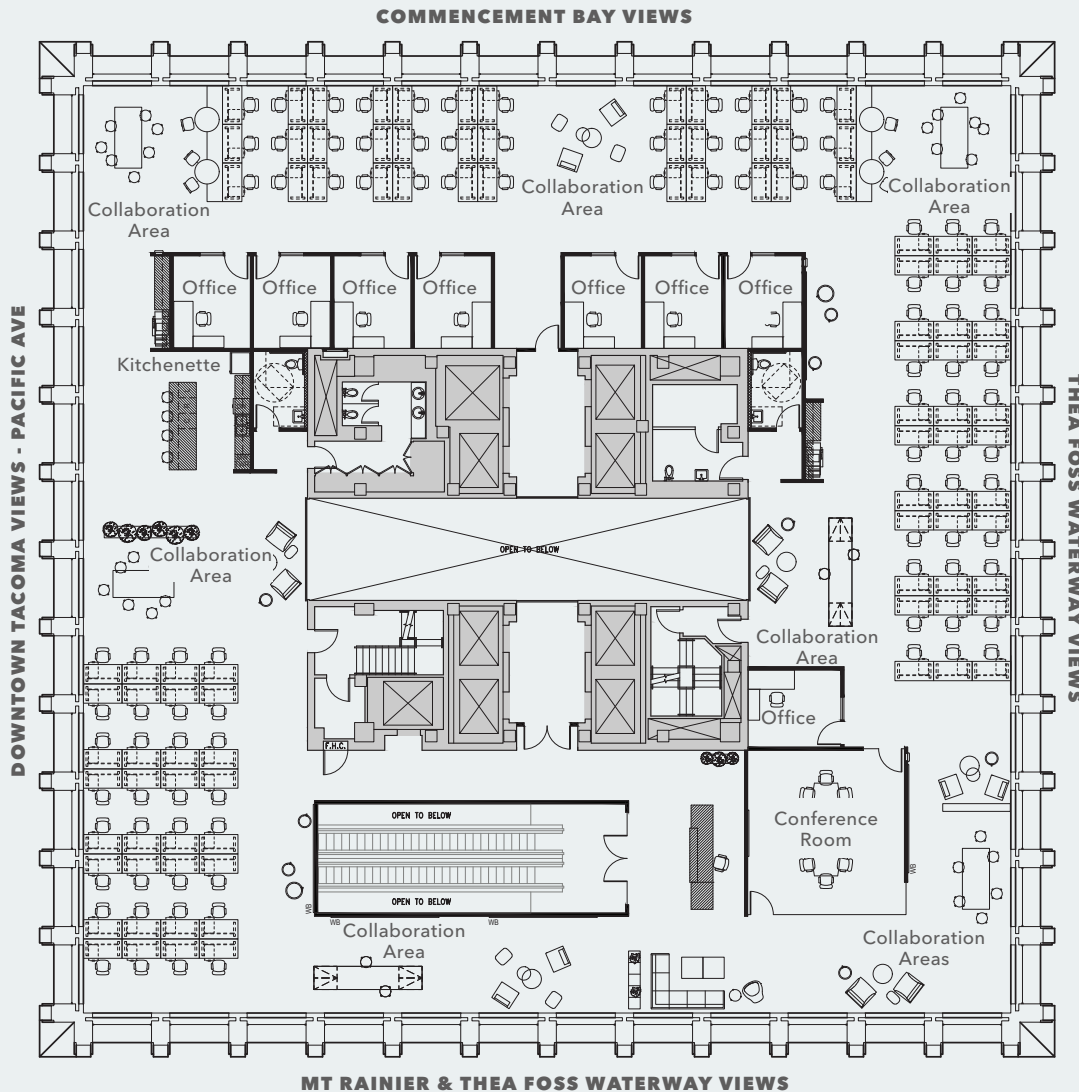 COMMENCEMENT BAY VIEWS
Collaboration
Area
Collaboration
Area
Collaboration
Area
Office
Office
Office
Office
Office
Office
Office
Kitchenette
DOWNTOWN TACOMA VIEWS - PACIFIC AVE
THEA FOSS WATERWAY VIEWS
OPEN TO BELOW
Collaboration
Area
Collaboration
Area
Office
F.H.C.
OPEN TO BELOW
OPEN TO BELOW
Conference
Room
WB
WB
WB
WB
Collaboration
Area
Collaboration
Areas
MT RAINIER & THEA FOSS WATERWAY VIEWS